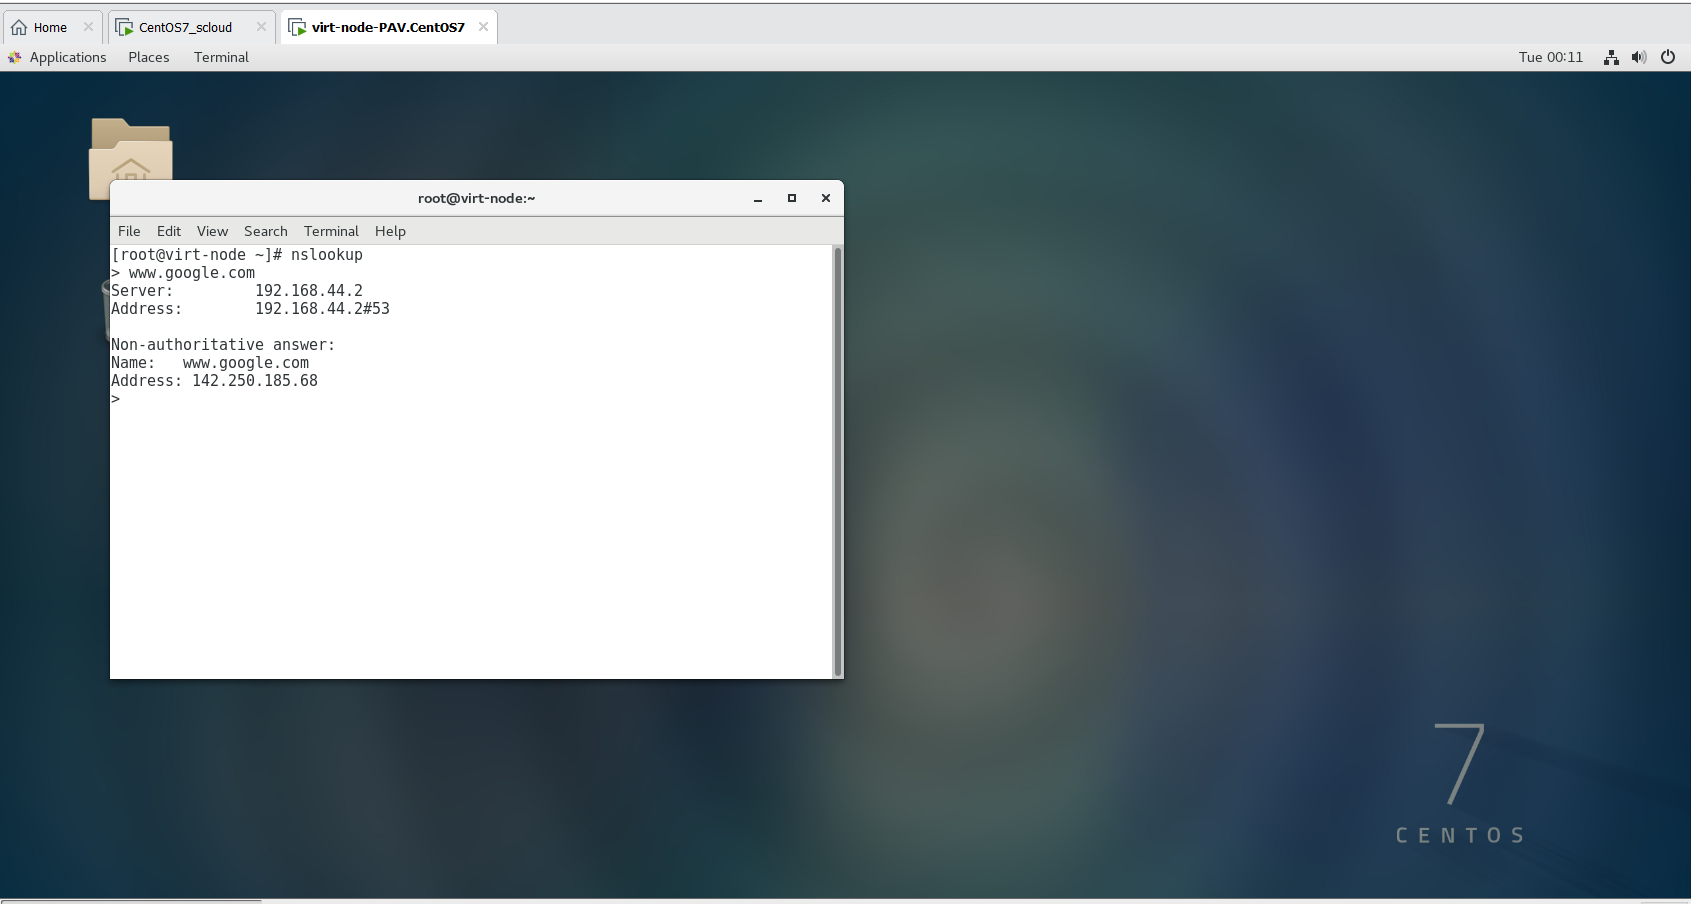 Home CentOS7_scloud virt-node-PAV.CentOS7
Applications Places Terminal Tue 00:11
root@virt-node:~
File Edit View Search Terminal Help
[root@virt-node ~]# nslookup
> www.google.com
Server:         192.168.44.2
Address:        192.168.44.2#53
Non-authoritative answer:
Name:   www.google.com
Address: 142.250.185.68
>
7
CENTOS